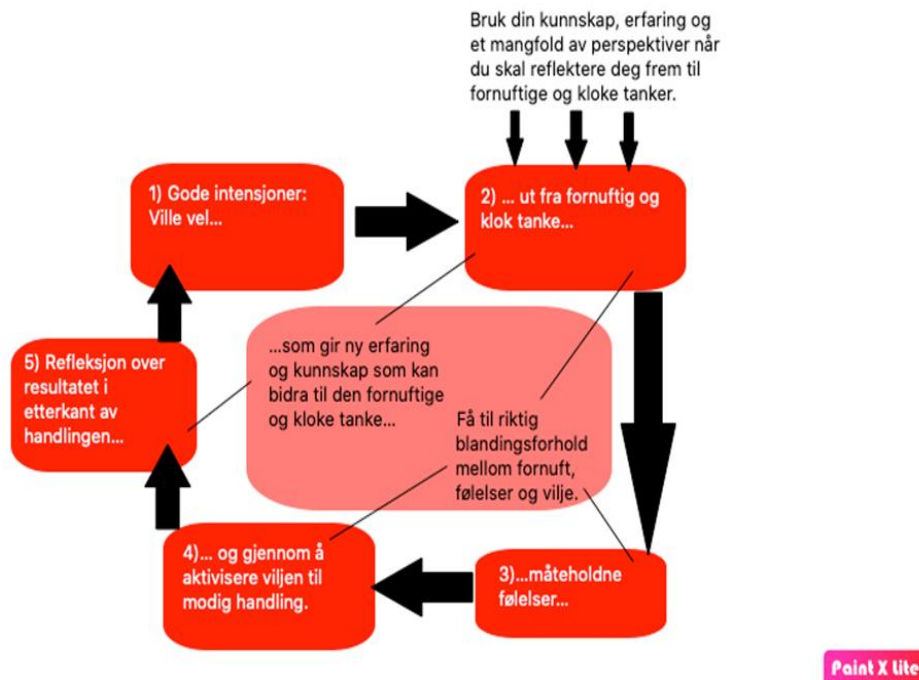 Bruk din kunnskap, erfaring og
et mangfold av perspektiver når
du skal reflektere deg frem til
fornuftige og kloke tanker.
1) Gode intensjoner:
Ville vel...
2) ... ut fra fornuftig og
klok tanke...
...som gir ny erfaring
og kunnskap som kan
bidra til den fornuftige
og kloke tanke...
5) Refleksjon over
resultatet i
etterkant av
handlingen...
Få til riktig
blandingsforhold
mellom fornuft,
følelser og vilje.
4)... og gjennom å
aktivisere viljen til
modig handling.
3)...måteholdne
følelser...
Paint X Lite